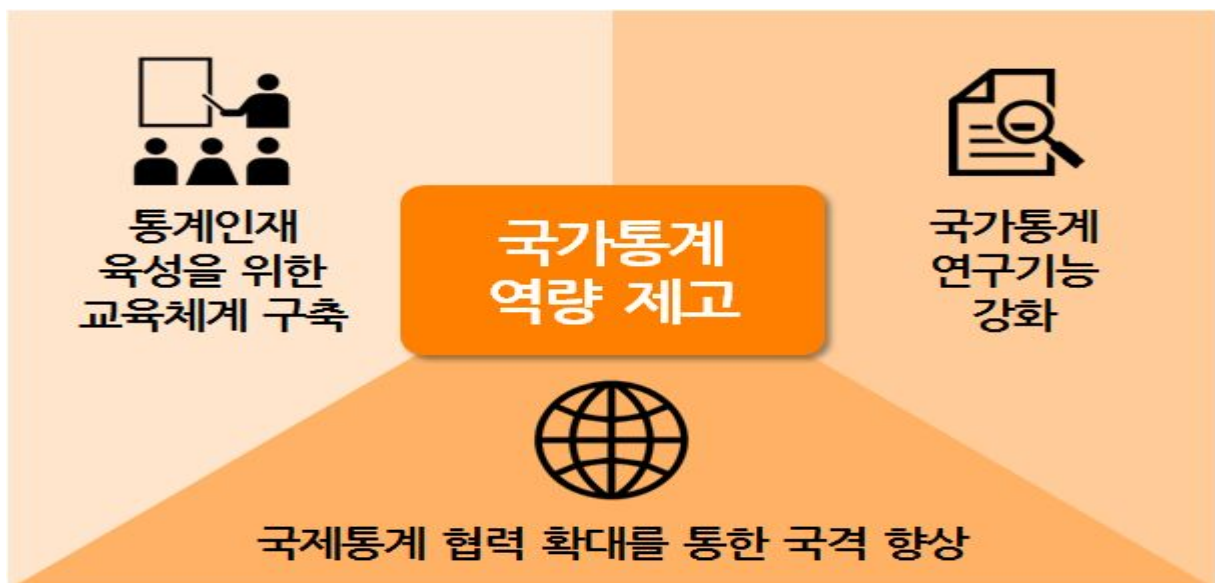 통계인재
육성을 위한
교육체계 구축
국가통계
역량 제고
국가통계
연구기능
강화
국제통계 협력 확대를 통한 국격 향상